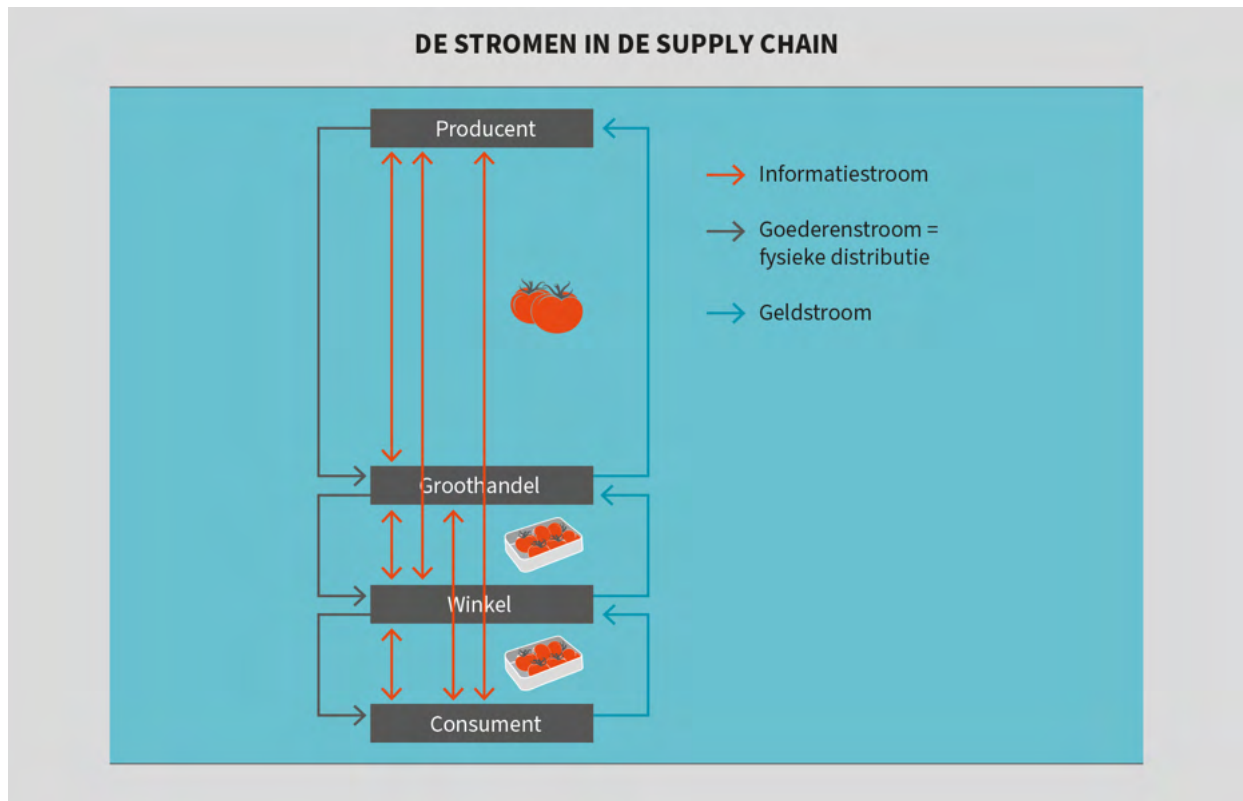 DE STROMEN IN DE SUPPLY CHAIN
Producent
Informatiestroom
Goederenstroom =
fysieke distributie
Geldstroom
Groothandel
Winkel
Consument